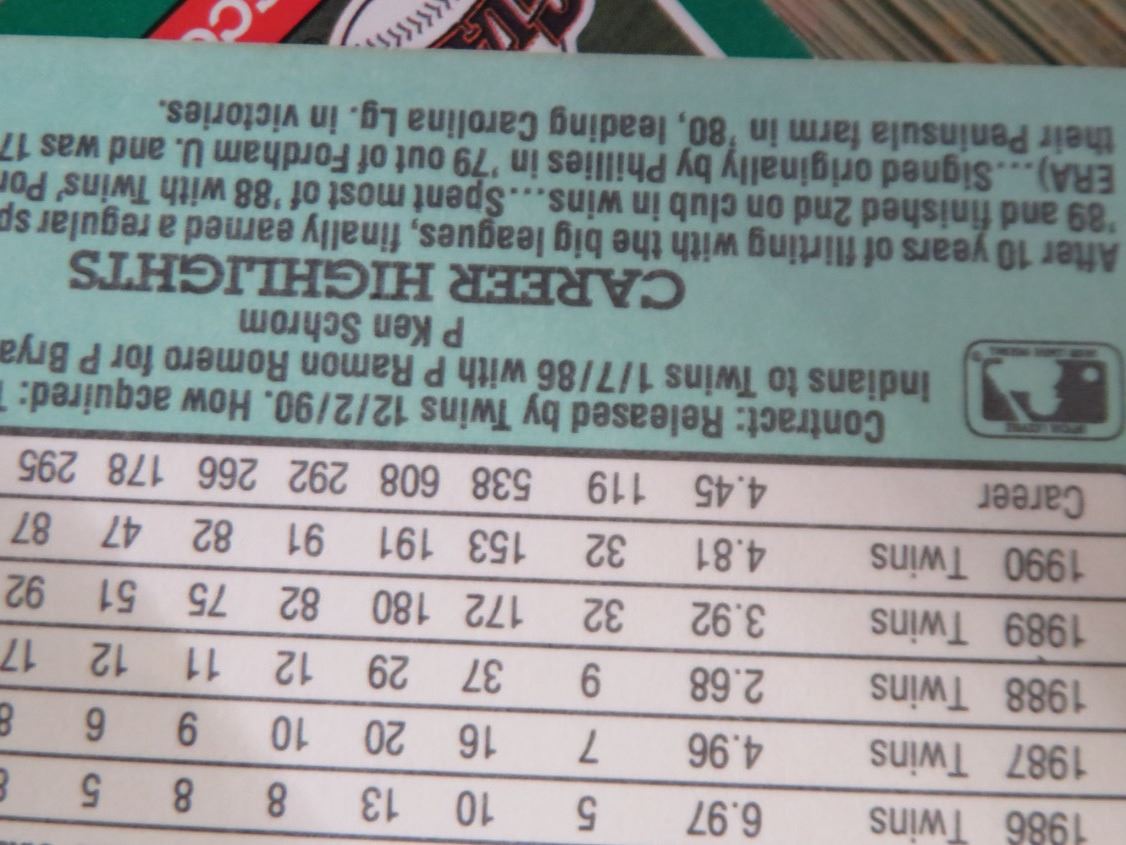 1986 Twins 6.97 5 10 13 8 8 5 8
1987 Twins 4.96 7 16 20 10 9 6 8
1988 Twins 2.68 9 37 29 12 11 12 17
1989 Twins 3.92 32 172 180 82 75 51 92
1990 Twins 4.81 32 153 191 91 82 47 87
Career 4.45 119 538 608 292 266 178 295
Contract: Released by Twins 12/2/90. How acquired:
Indians to Twins 1/7/86 with P Ramon Romero for P Brya
P Ken Schrom
CAREER HIGHLIGHTS
After 10 years of flirting with the big leagues, finally earned a regular sp
'89 and finished 2nd on club in wins...Spent most of '88 with Twins' Por
ERA)...Signed originally by Phillies in '79 out of Fordham U. and was 17
their Peninsula farm in '80, leading Carolina Lg. in victories.